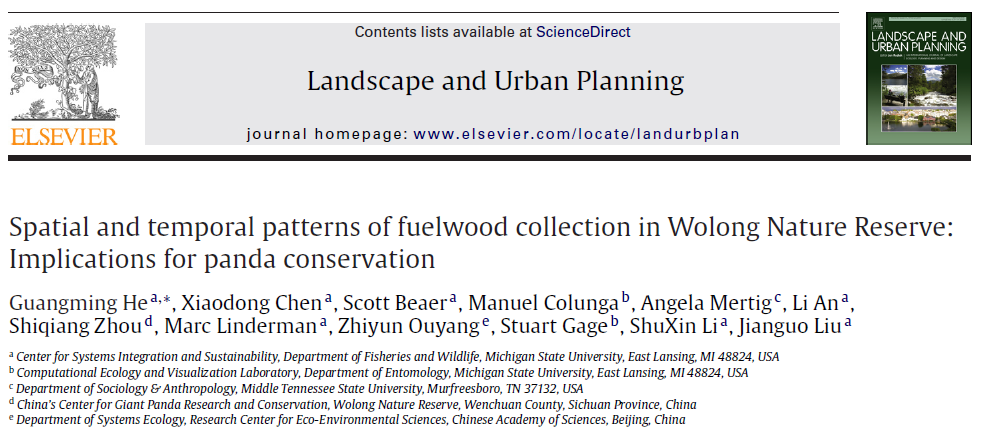 Contents lists available at ScienceDirect
Landscape and Urban Planning
journal homepage: www.elsevier.com/locate/landurbplan
ELSEVIER
LANDSCAPE AND
URBAN PLANNING
Spatial and temporal patterns of fuelwood collection in Wolong Nature Reserve:
Implications for panda conservation
Guangming He a,*, Xiaodong Chen a, Scott Beaer a, Manuel Colunga b, Angela Mertig c, Li An a,
Shiqiang Zhou d, Marc Linderman a, Zhiyun Ouyang e, Stuart Gage b, ShuXin Li a, Jianguo Liu a
a Center for Systems Integration and Sustainability, Department of Fisheries and Wildlife, Michigan State University, East Lansing, MI 48824, USA
b Computational Ecology and Visualization Laboratory, Department of Entomology, Michigan State University, East Lansing, MI 48824, USA
c Department of Sociology & Anthropology, Middle Tennessee State University, Murfreesboro, TN 37132, USA
d China's Center for Giant Panda Research and Conservation, Wolong Nature Reserve, Wenchuan County, Sichuan Province, China
e Department of Systems Ecology, Research Center for Eco-Environmental Sciences, Chinese Academy of Sciences, Beijing, China